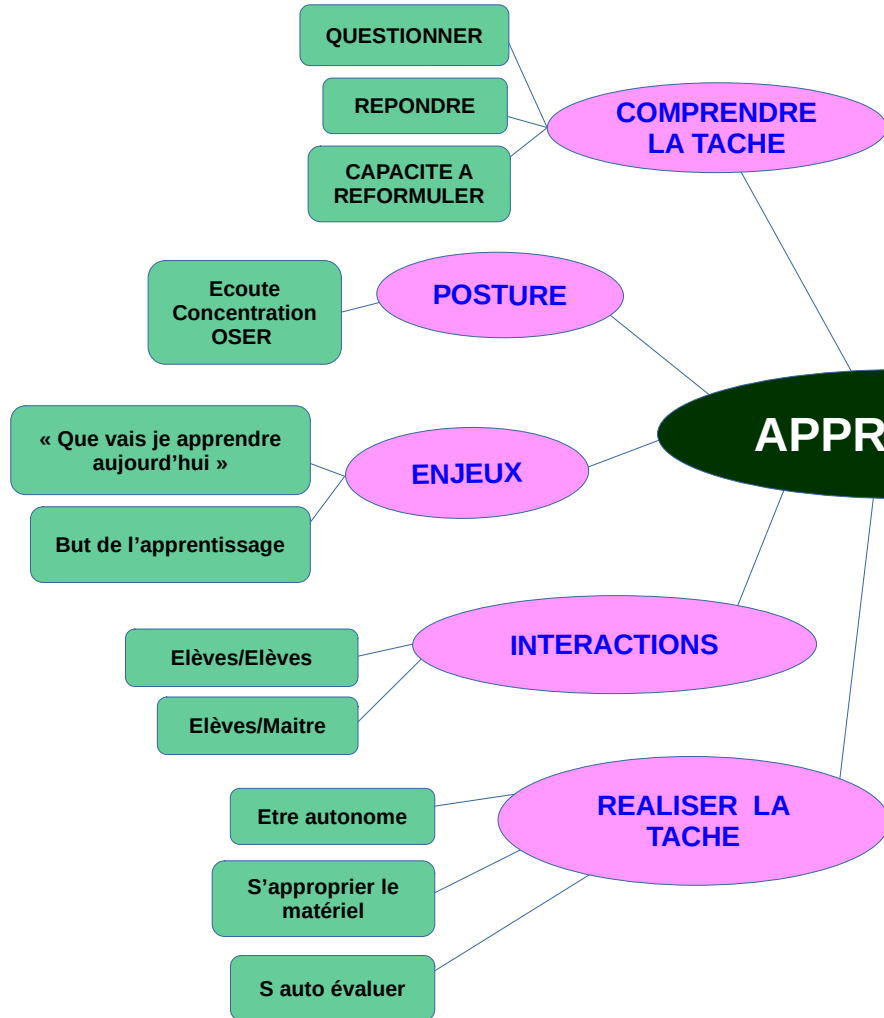 QUESTIONNER
REPONDRE
CAPACITE A
REFORMULER
COMPRENDRE
LA TACHE
Ecoute
Concentration
OSER
POSTURE
« Que vais je apprendre
aujourd’hui »
But de l’apprentissage
ENJEUX
APPR
Elèves/Elèves
Elèves/Maitre
INTERACTIONS
Etre autonome
S’approprier le
matériel
S auto évaluer
REALISER  LA
TACHE